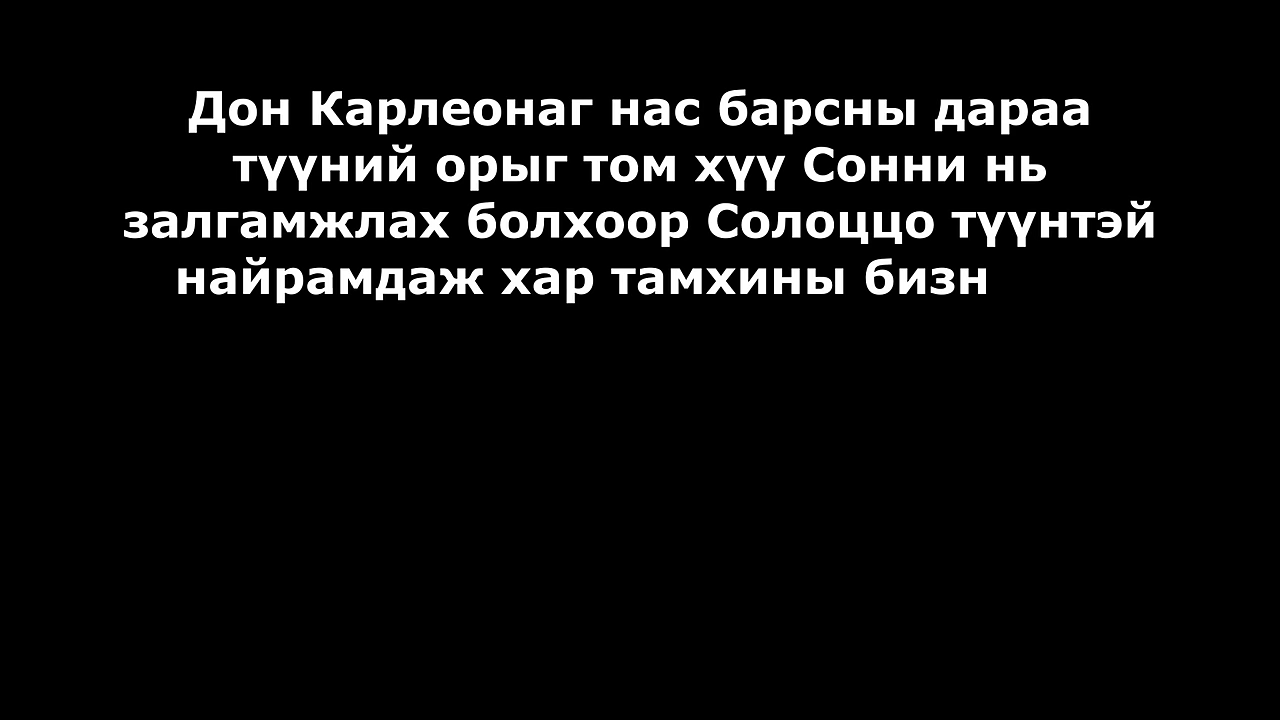 Дон Карлеонаг нас барсны дараа
түүний орыг том хүү Сонни нь
залгамжлах болхоор Солоццо түүнтэй
найрамдаж хар тамхины бизн